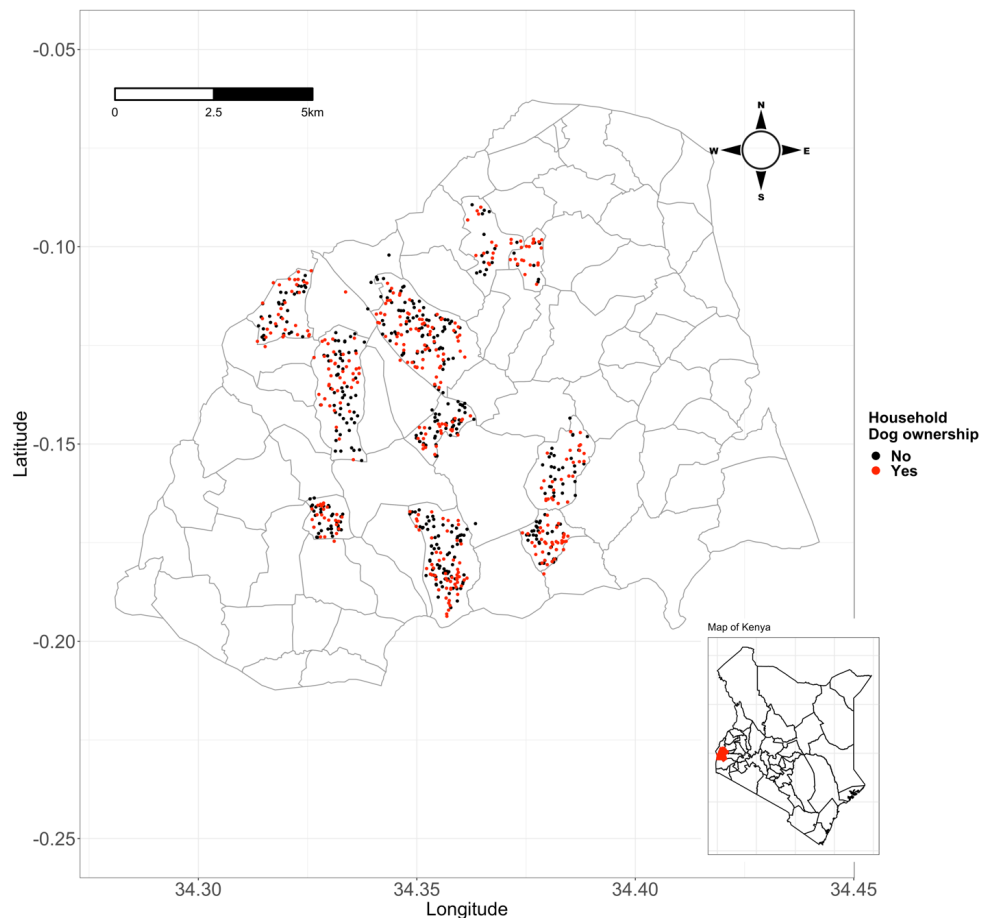 -0.05
0 2.5 5km
N
W E
S
-0.10
-0.15
Latitude
Household
Dog ownership
No
Yes
-0.20
Map of Kenya
-0.25
34.30 34.35 34.40 34.45
Longitude